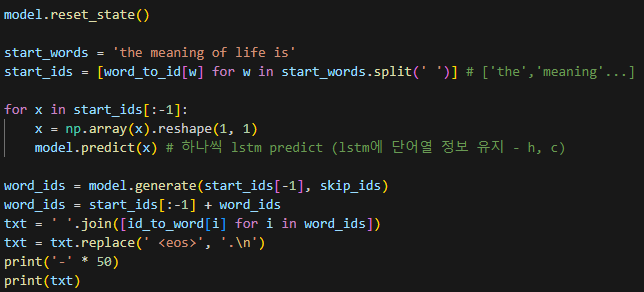 model.reset_state()
start_words = 'the meaning of life is'
start_ids = [word_to_id[w] for w in start_words.split(' ')] # ['the','meaning'...]
for x in start_ids[:-1]:
    x = np.array(x).reshape(1, 1)
    model.predict(x) # 하나씩 lstm predict (lstm에 단어열 정보 유지 - h, c)
word_ids = model.generate(start_ids[-1], skip_ids)
word_ids = start_ids[:-1] + word_ids
txt = ' '.join([id_to_word[i] for i in word_ids])
txt = txt.replace(' <eos>', '.\n')
print('-' * 50)
print(txt)